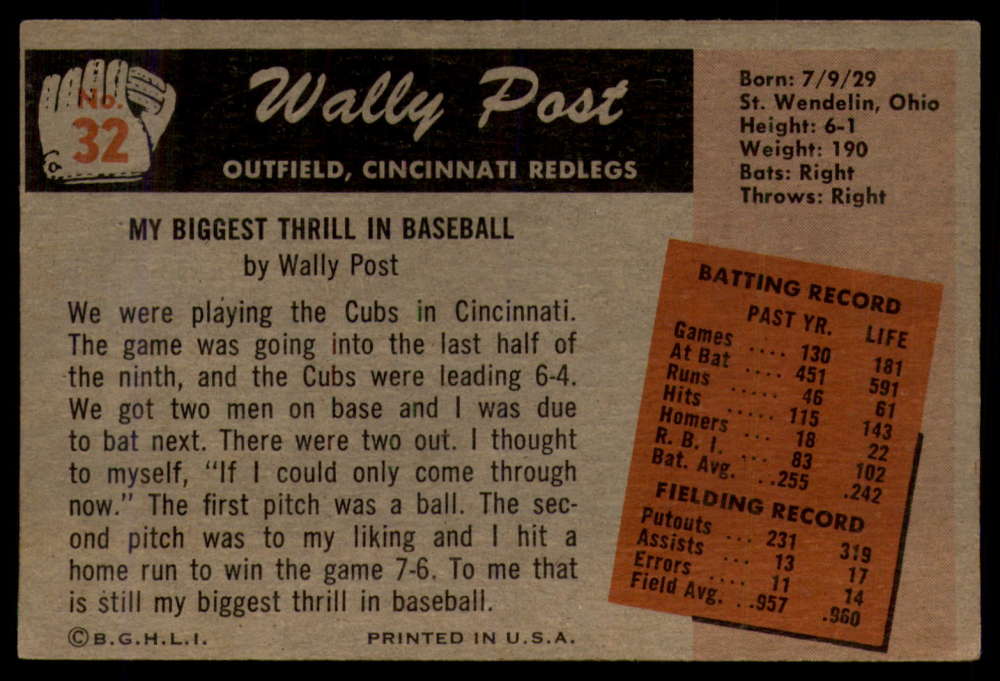 No.
32
Wally Post
OUTFIELD, CINCINNATI REDLEGS
Born: 7/9/29
St. Wendelin, Ohio
Height: 6-1
Weight: 190
Bats: Right
Throws: Right
MY BIGGEST THRILL IN BASEBALL
by Wally Post
We were playing the Cubs in Cincinnati.
The game was going into the last half of
the ninth, and the Cubs were leading 6-4.
We got two men on base and I was due
to bat next. There were two out. I thought
to myself, "If I could only come through
now." The first pitch was a ball. The sec-
ond pitch was to my liking and I hit a
home run to win the game 7-6. To me that
is still my biggest thrill in baseball.
©B.G.H.L.I. PRINTED IN U.S.A.
BATTING RECORD
PAST YR. LIFE
Games .... 130 181
At Bat .... 451 591
Runs ..... 46 61
Hits ..... 115 143
Homers ... 18 22
R. B. I. ... 83 102
Bat. Avg. ..255 .242
FIELDING RECORD
Putouts ... 231 319
Assists ... 13 17
Errors .... 11 14
Field Avg. ..957 .960